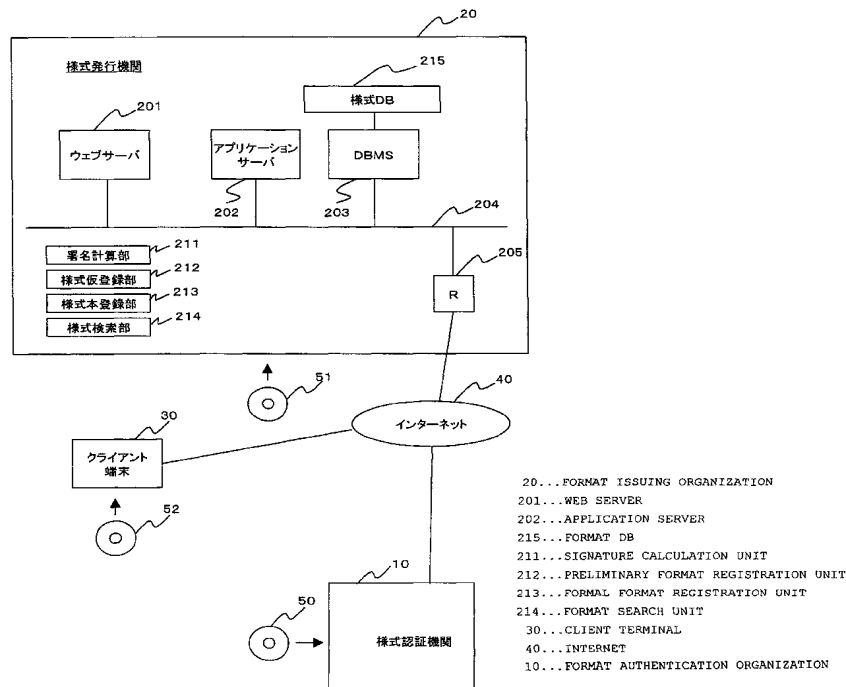 20
様式発行機関
215
様式DB
201
ウェブサーバ
アプリケーション
サーバ
DBMS
202
203
204
署名計算部
211
様式仮登録部
212
様式本登録部
213
様式検索部
214
205
R
51
40
インターネット
30
クライアント
端末
52
10
50
様式認証機関
20...FORMAT ISSUING ORGANIZATION
201...WEB SERVER
202...APPLICATION SERVER
215...FORMAT DB
211...SIGNATURE CALCULATION UNIT
212...PRELIMINARY FORMAT REGISTRATION UNIT
213...FORMAL FORMAT REGISTRATION UNIT
214...FORMAT SEARCH UNIT
30...CLIENT TERMINAL
40...INTERNET
10...FORMAT AUTHENTICATION ORGANIZATION